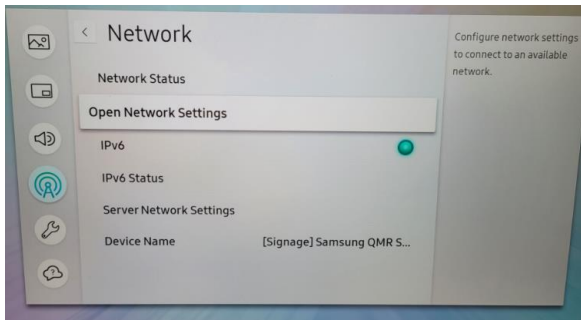 Network
Network Status
Open Network Settings
IPv6
IPv6 Status
Server Network Settings
Device Name [Signage] Samsung QMR S...
Configure network settings
to connect to an available
network.